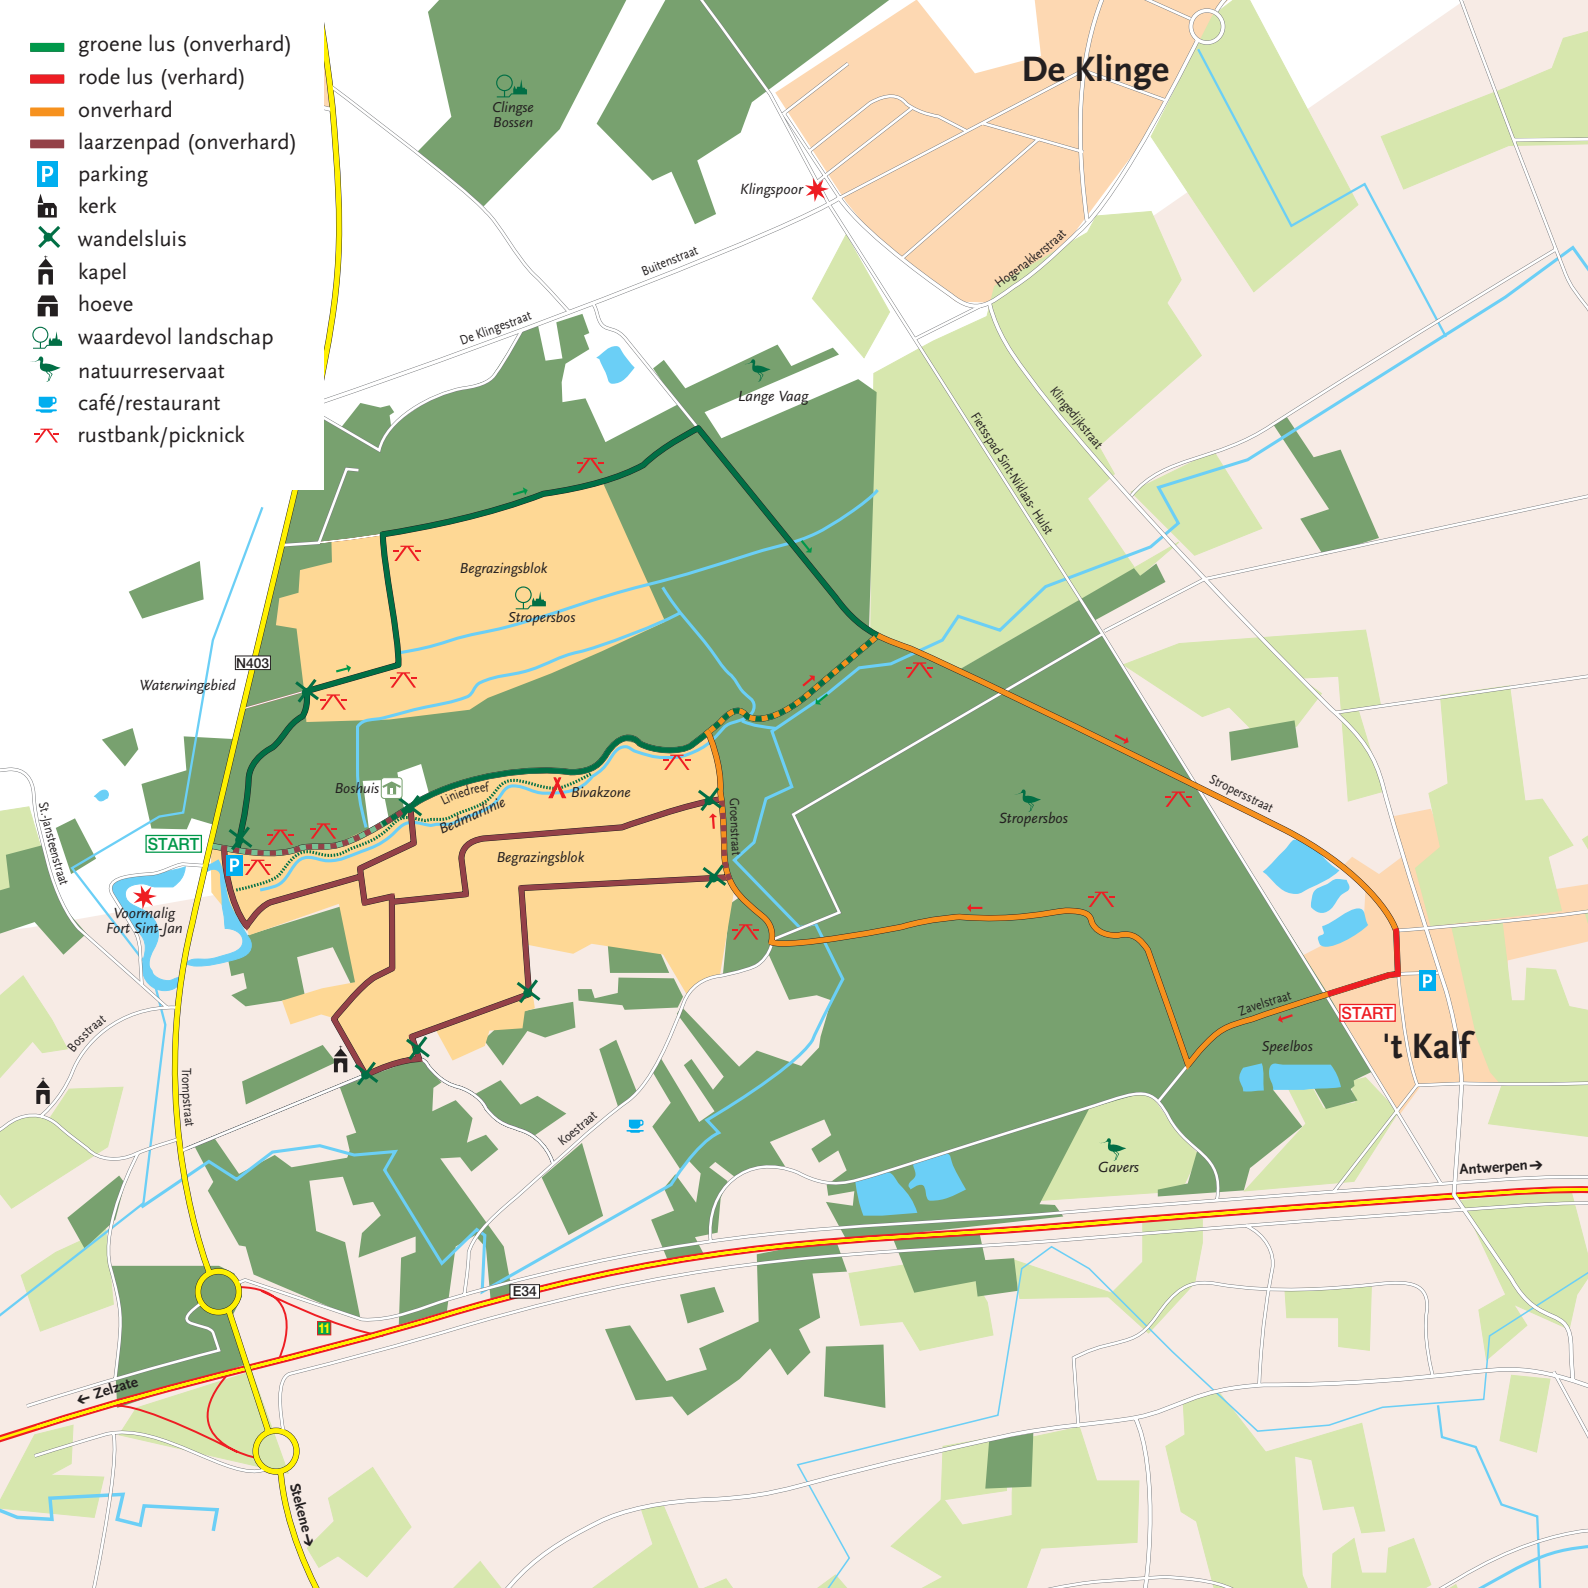 groene lus (onverhard)
rode lus (verhard)
onverhard
laarzenpad (onverhard)
P parking
kerk
wandelsluis
kapel
hoeve
waardevol landschap
natuurreservaat
café/restaurant
rustbank/picknick
De Klinge
Clingse
Bossen
Klingspoor
Buitenstraat
Hogenakkerstraat
De Klingestraat
Lange Vaag
Klingedijkstraat
Fietsspad Sint-Niklaas- Hulst
Begrazingsblok
Stropersbos
N403
Waterwingebied
Boshuis
Liniedreef
Bedmarlinie
Bivakzone
Groenstraat
Stropersbos
Stropersstraat
START
P
St.-Jansteenstraat
Begrazingsblok
Voormalig
Fort Sint-Jan
P
Zavelstraat
START
't Kalf
Speelbos
Bosstraat
Trompstraat
Koestraat
Gavers
Antwerpen→
E34
11
← Zelzate
Stekene→